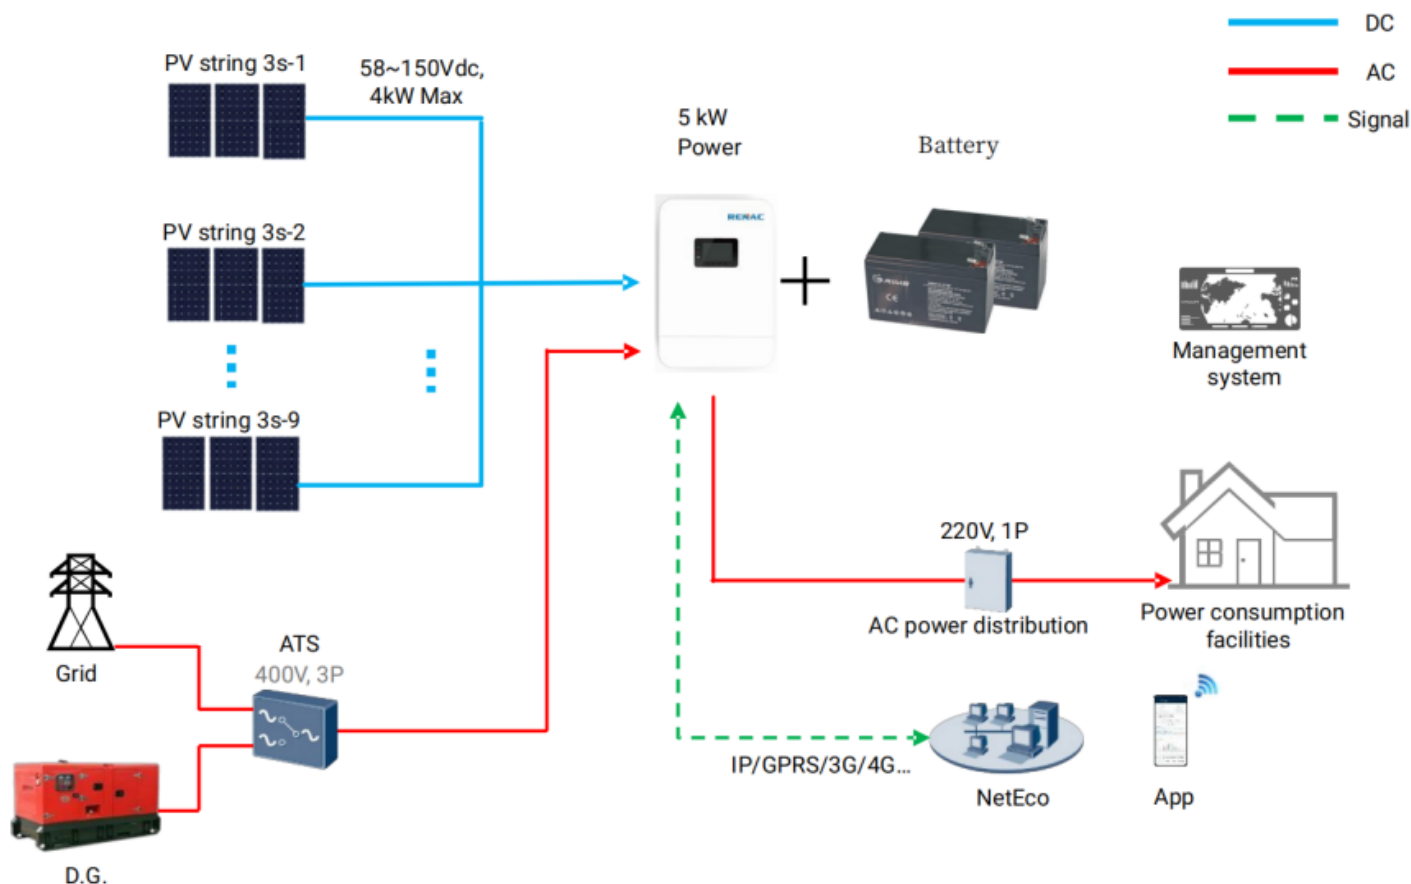 DC
AC
Signal
PV string 3s-1
58~150Vdc,
4kW Max
5 kW
Power
Battery
RENAC
PV string 3s-2
CE
Management
system
PV string 3s-9
220V, 1P
AC power distribution
Power consumption
facilities
Grid
ATS
400V, 3P
IP/GPRS/3G/4G...
NetEco
App
D.G.